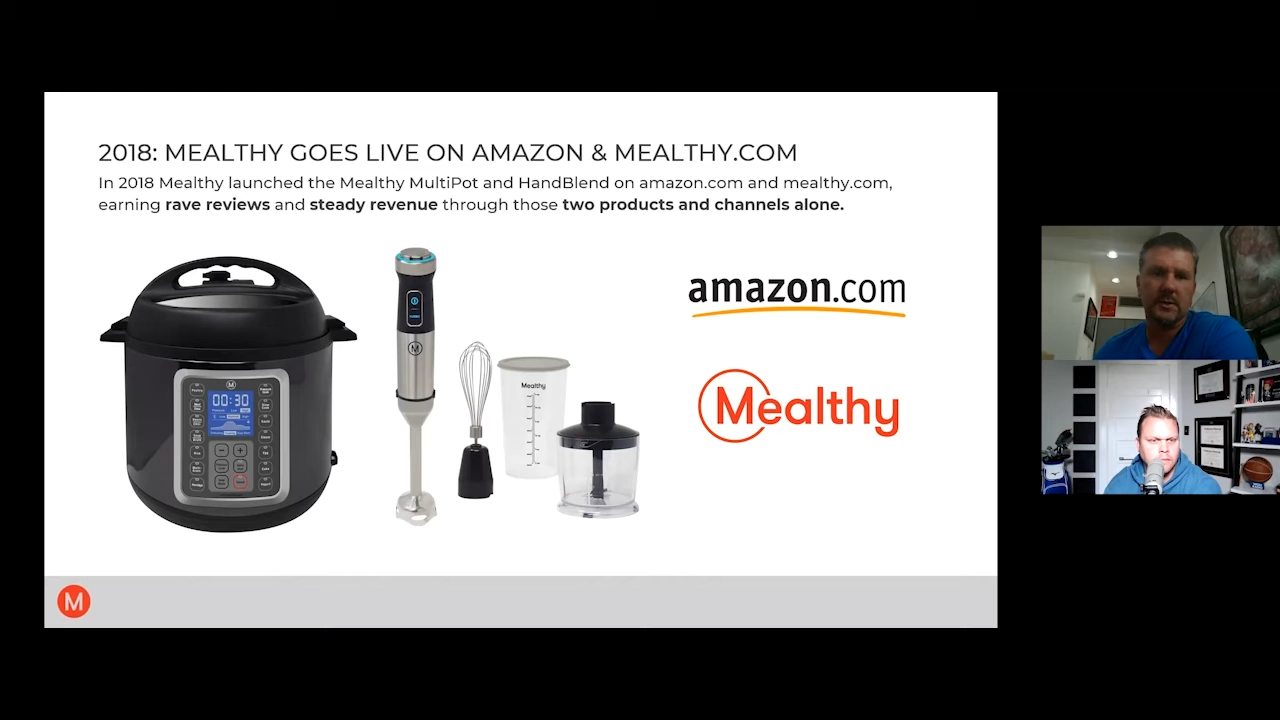 2018: MEALTHY GOES LIVE ON AMAZON & MEALTHY.COM
In 2018 Mealthy launched the Mealthy MultiPot and HandBlend on amazon.com and mealthy.com,
earning rave reviews and steady revenue through those two products and channels alone.
amazon.com
Mealthy
Mealthy
M
00:30
M
M